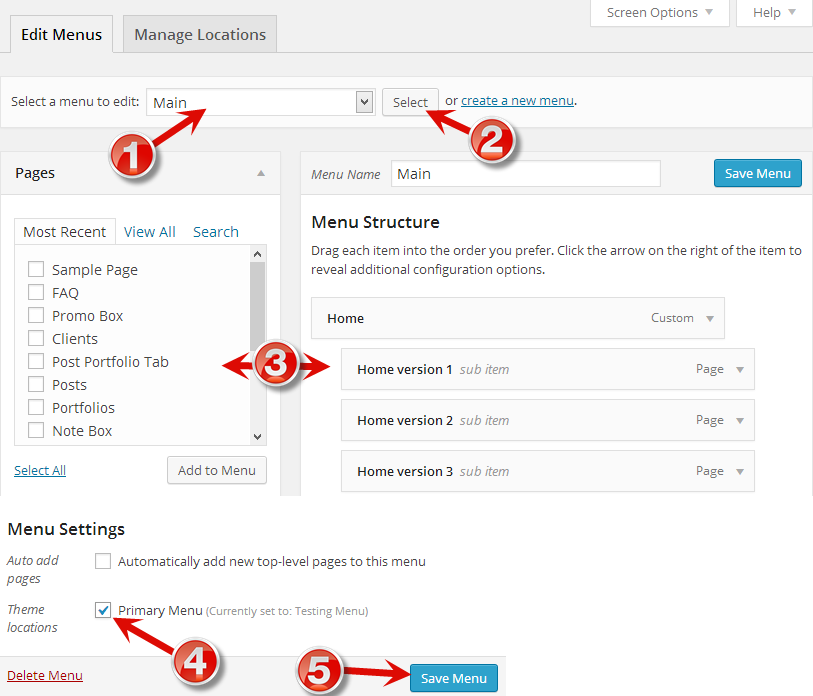 Screen Options
Help
Edit Menus
Manage Locations
Select a menu to edit:
Main
Select
or create a new menu.
1
2
Pages
Most Recent
View All
Search
Sample Page
FAQ
Promo Box
Clients
Post Portfolio Tab
Posts
Portfolios
Note Box
Select All
Add to Menu
3
Menu Name
Main
Save Menu
Menu Structure
Drag each item into the order you prefer. Click the arrow on the right of the item to
reveal additional configuration options.
Home
Custom
Home version 1 sub item
Page
Home version 2 sub item
Page
Home version 3 sub item
Page
Menu Settings
Auto add
pages
Automatically add new top-level pages to this menu
Theme
locations
Primary Menu (Currently set to: Testing Menu)
4
5
Delete Menu
Save Menu